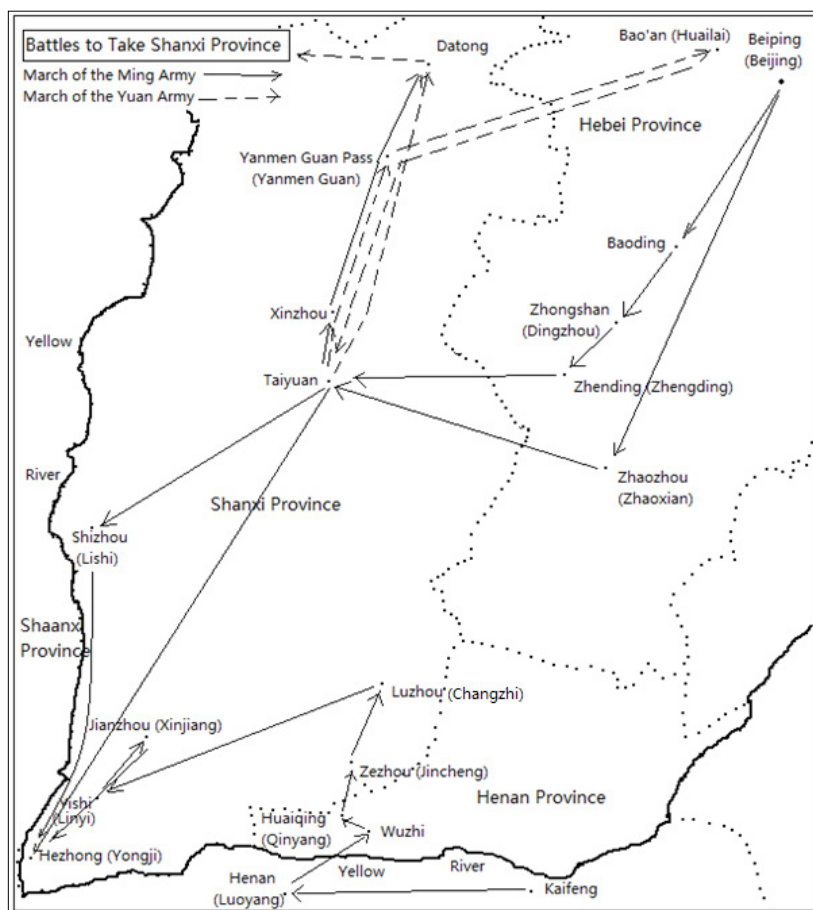 Battles to Take Shanxi Province
March of the Ming Army
March of the Yuan Army
Datong
Bao'an (Huailai)
Beiping
(Beijing)
Hebei Province
Yanmen Guan Pass
(Yanmen Guan)
Baoding
Xinzhou
Zhongshan
(Dingzhou)
Yellow
Taiyuan
Zhending (Zhengding)
River
Shanxi Province
Zhaozhou
(Zhaoxian)
Shizhou
(Lishi)
Shaanxi
Province
Luzhou (Changzhi)
Jianzhou (Xinjiang)
Zezhou (Jincheng)
Yishi
(Linyi)
Henan Province
Huaiqing
(Qinyang)
Wuzhi
Hezhong (Yongji)
Yellow
River
Henan
(Luoyang)
Kaifeng